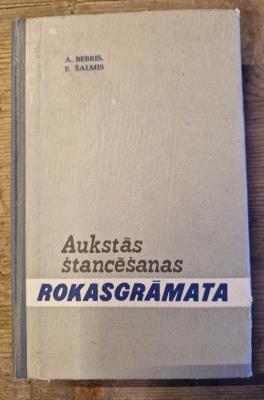 A. BEBRIS,
E. ŠALMIS
Aukstās
štancēšanas
ROKASGRĀMATA